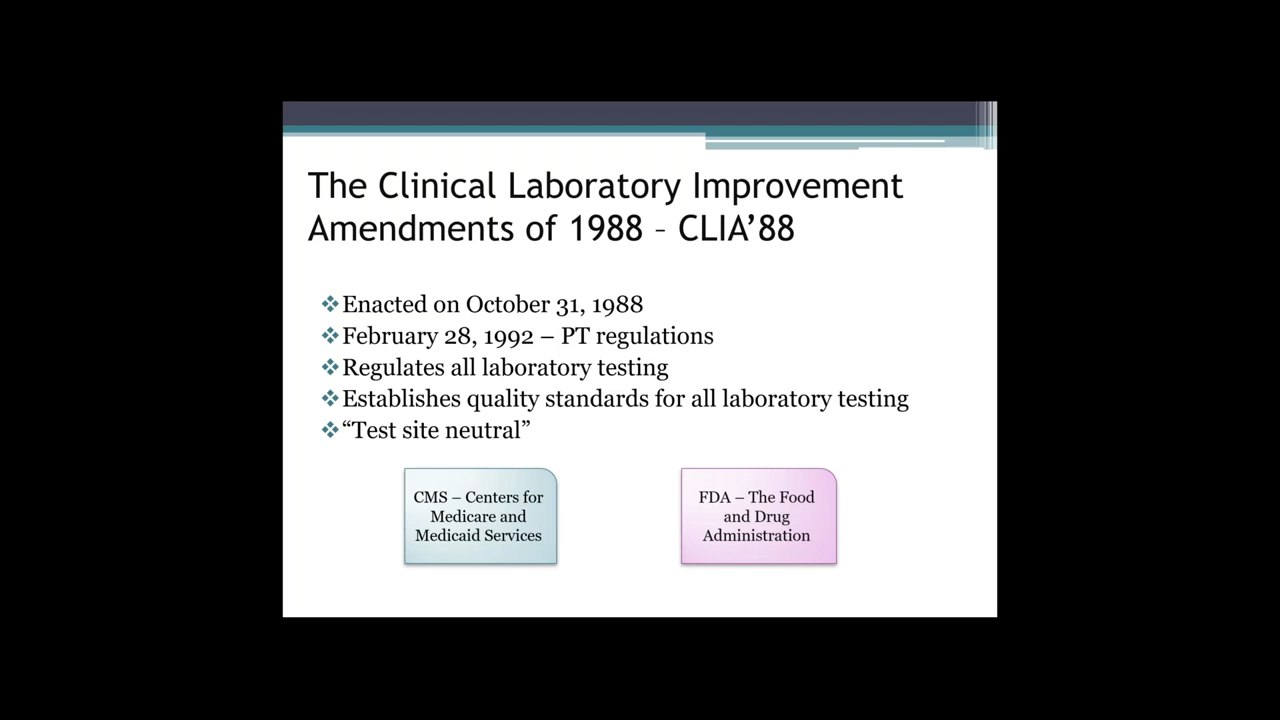 The Clinical Laboratory Improvement
Amendments of 1988 – CLIA’88
❖Enacted on October 31, 1988
❖February 28, 1992 – PT regulations
❖Regulates all laboratory testing
❖Establishes quality standards for all laboratory testing
❖“Test site neutral”
CMS – Centers for
Medicare and
Medicaid Services
FDA – The Food
and Drug
Administration